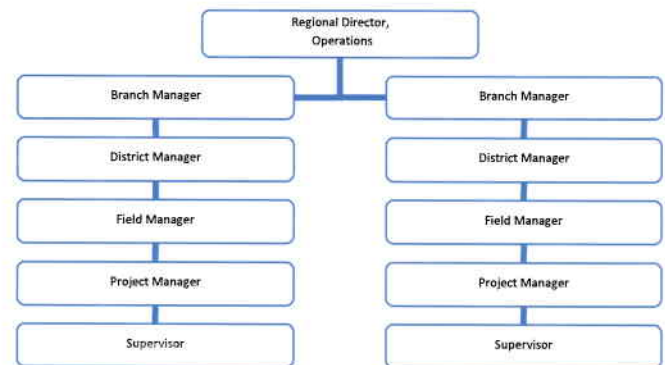 Regional Director,
Operations
Branch Manager
Branch Manager
District Manager
District Manager
Field Manager
Field Manager
Project Manager
Project Manager
Supervisor
Supervisor